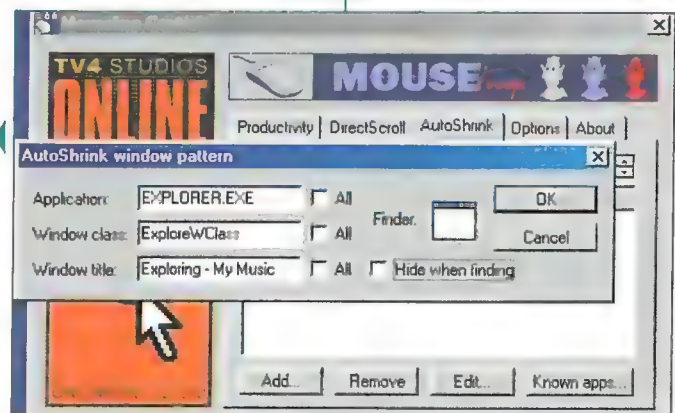 TV4 STUDIOS
ONLINE
MOUSE
Productivity DirectScroll AutoShrink Options About
AutoShrink window pattern
Application: EXPLORER.EXE All
Finder: OK
Window class: ExploreWClass All
Cancel
Window title: Exploring - My Music All Hide when finding
Add... Remove Edit... Known apps...